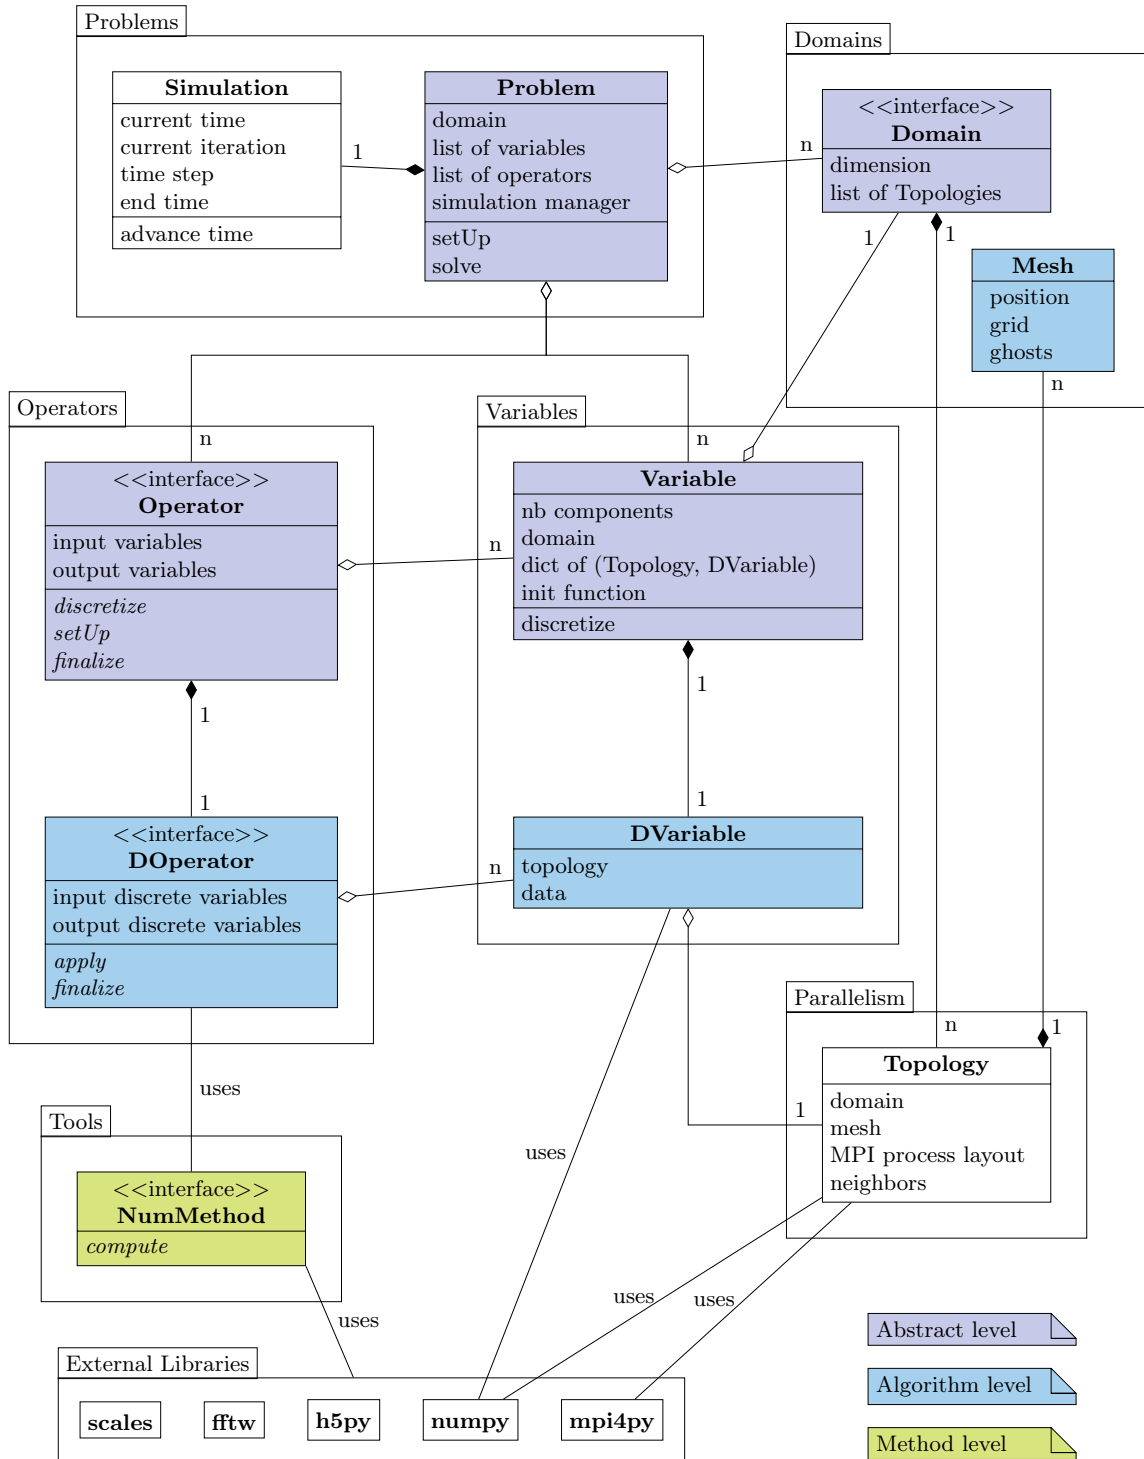 Problems
Simulation
current time
current iteration
time step
end time
advance time
1
Problem
domain
list of variables
list of operators
simulation manager
setUp
solve
n
Domains
<<interface>>
Domain
dimension
list of Topologies
1
1
Mesh
position
grid
ghosts
n
Operators
n
<<interface>>
Operator
input variables
output variables
discretize
setUp
finalize
1
1
<<interface>>
DOperator
input discrete variables
output discrete variables
apply
finalize
n
n
Variables
n
Variable
nb components
domain
dict of (Topology, DVariable)
init function
discretize
1
1
DVariable
topology
data
Parallelism
n
1
Topology
domain
mesh
MPI process layout
neighbors
1
uses
Tools
<<interface>>
NumMethod
compute
uses
uses
uses
uses
External Libraries
scales
fftw
h5py
numpy
mpi4py
Abstract level
Algorithm level
Method level